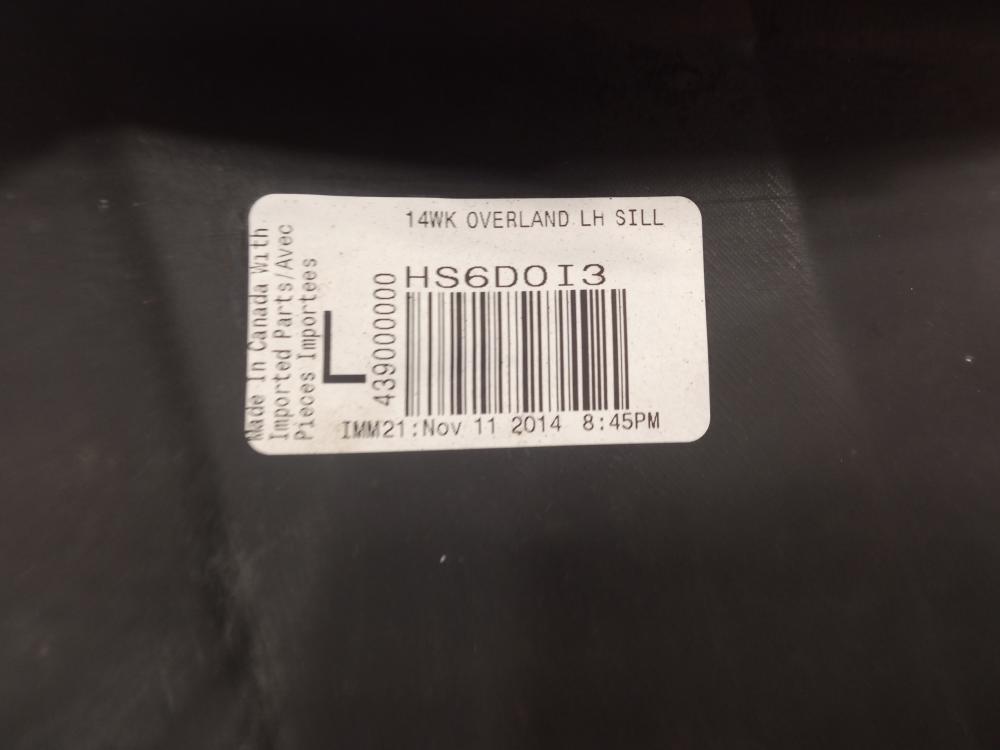 14WK OVERLAND LH SILL
HS6D0I3
Made In Canada With
Imported Parts/Avec
Pieces Importees
L
439000000
IMM21:Nov 11 2014 8:45PM